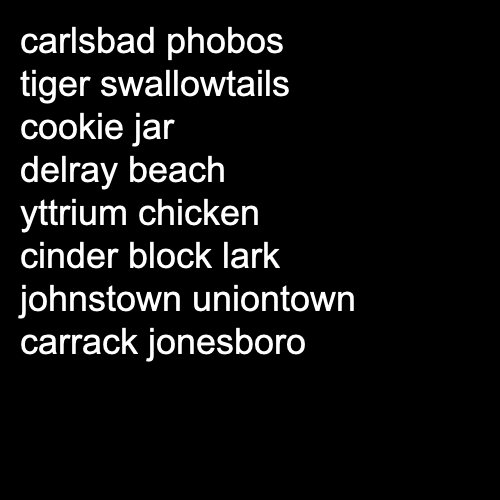 carlsbad phobos
tiger swallowtails
cookie jar
delray beach
yttrium chicken
cinder block lark
johnstown uniontown
carrack jonesboro